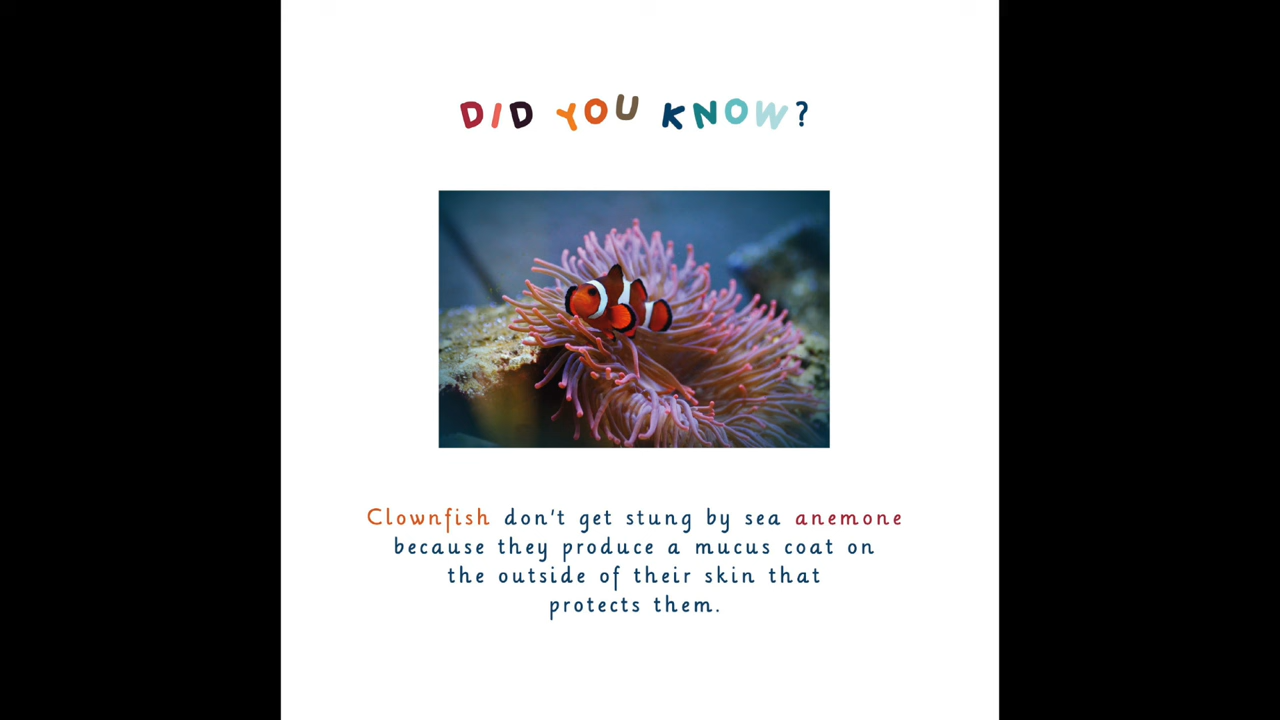 DID YOU KNOW?
Clownfish don't get stung by sea anemone
because they produce a mucus coat on
the outside of their skin that
protects them.